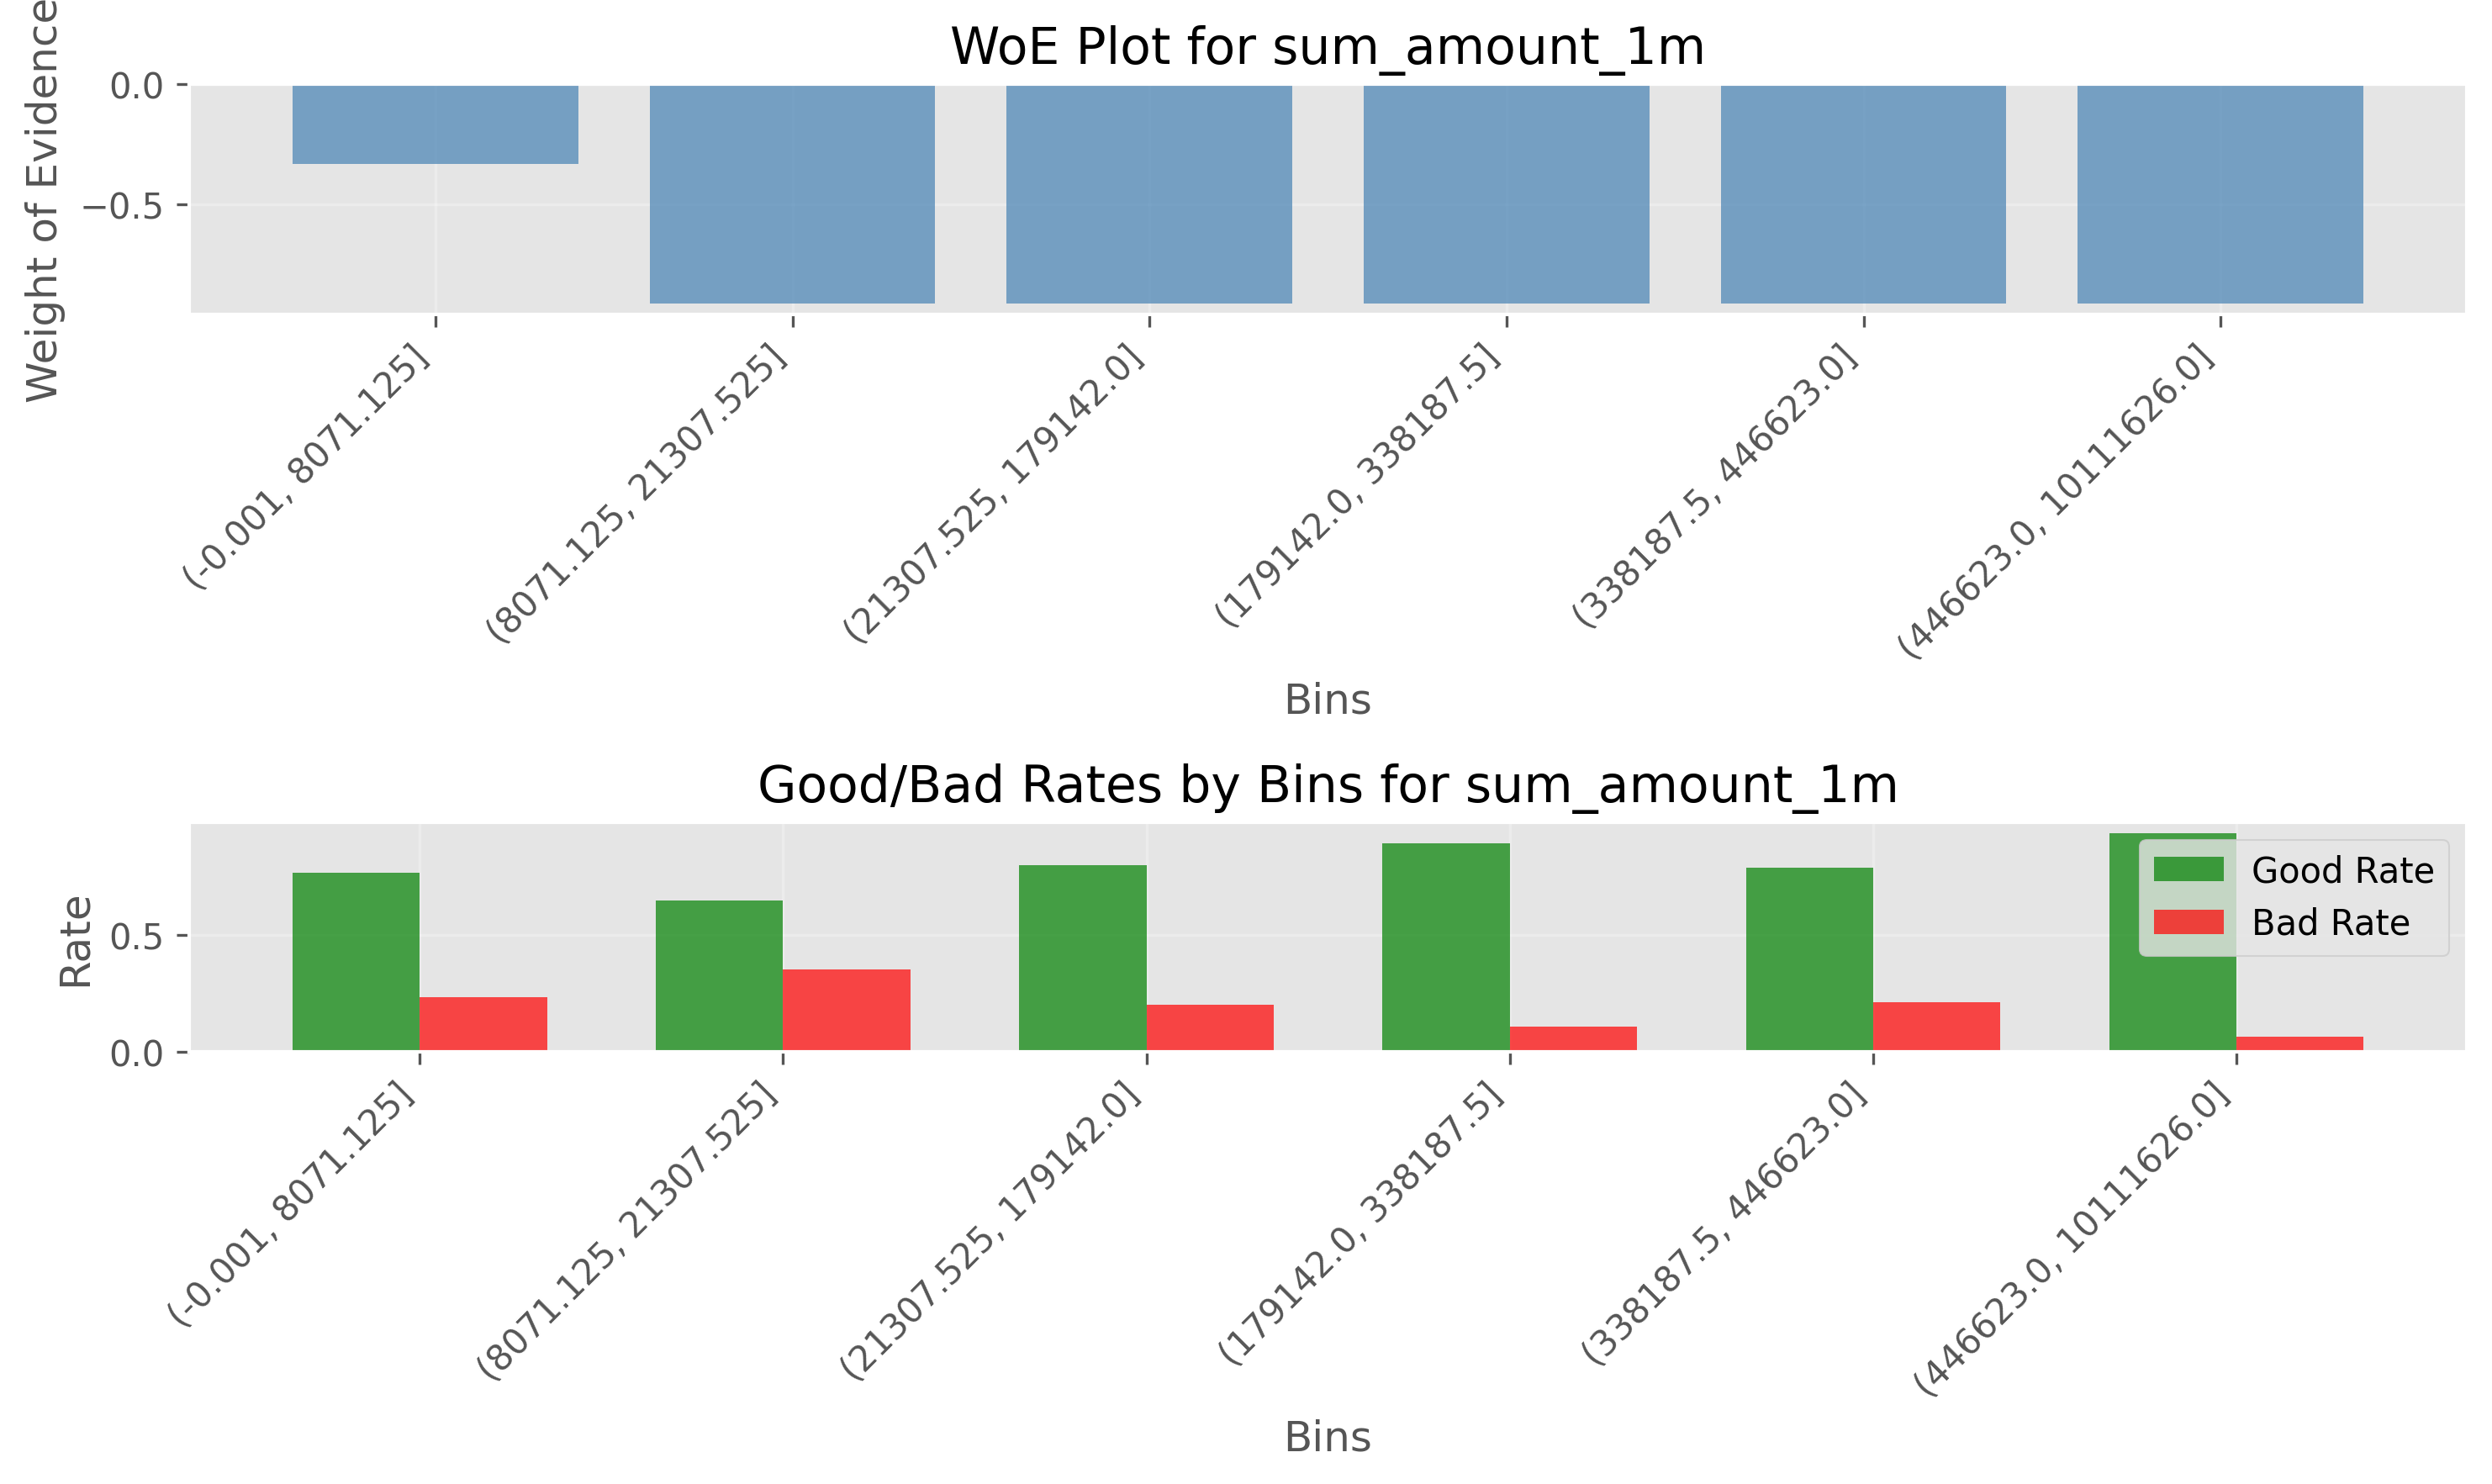 WoE Plot for sum_amount_1m
Weight of Evidence
0.0
−0.5
(-0.001, 8071.125]
(8071.125, 21307.525]
(21307.525, 179142.0]
(179142.0, 338187.5]
(338187.5, 446623.0]
(446623.0, 10111626.0]
Bins
Good/Bad Rates by Bins for sum_amount_1m
Rate
0.5
0.0
Good Rate
Bad Rate
(-0.001, 8071.125]
(8071.125, 21307.525]
(21307.525, 179142.0]
(179142.0, 338187.5]
(338187.5, 446623.0]
(446623.0, 10111626.0]
Bins